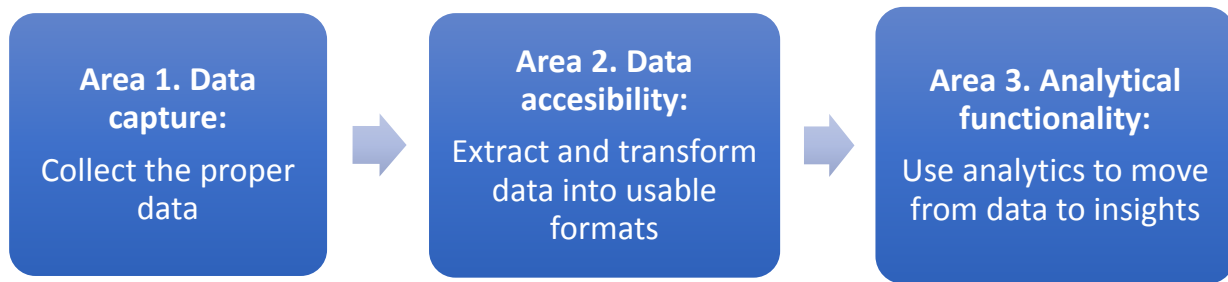 Area 1. Data
capture:
Collect the proper
data
Area 2. Data
accesibility:
Extract and transform
data into usable
formats
Area 3. Analytical
functionality:
Use analytics to move
from data to insights